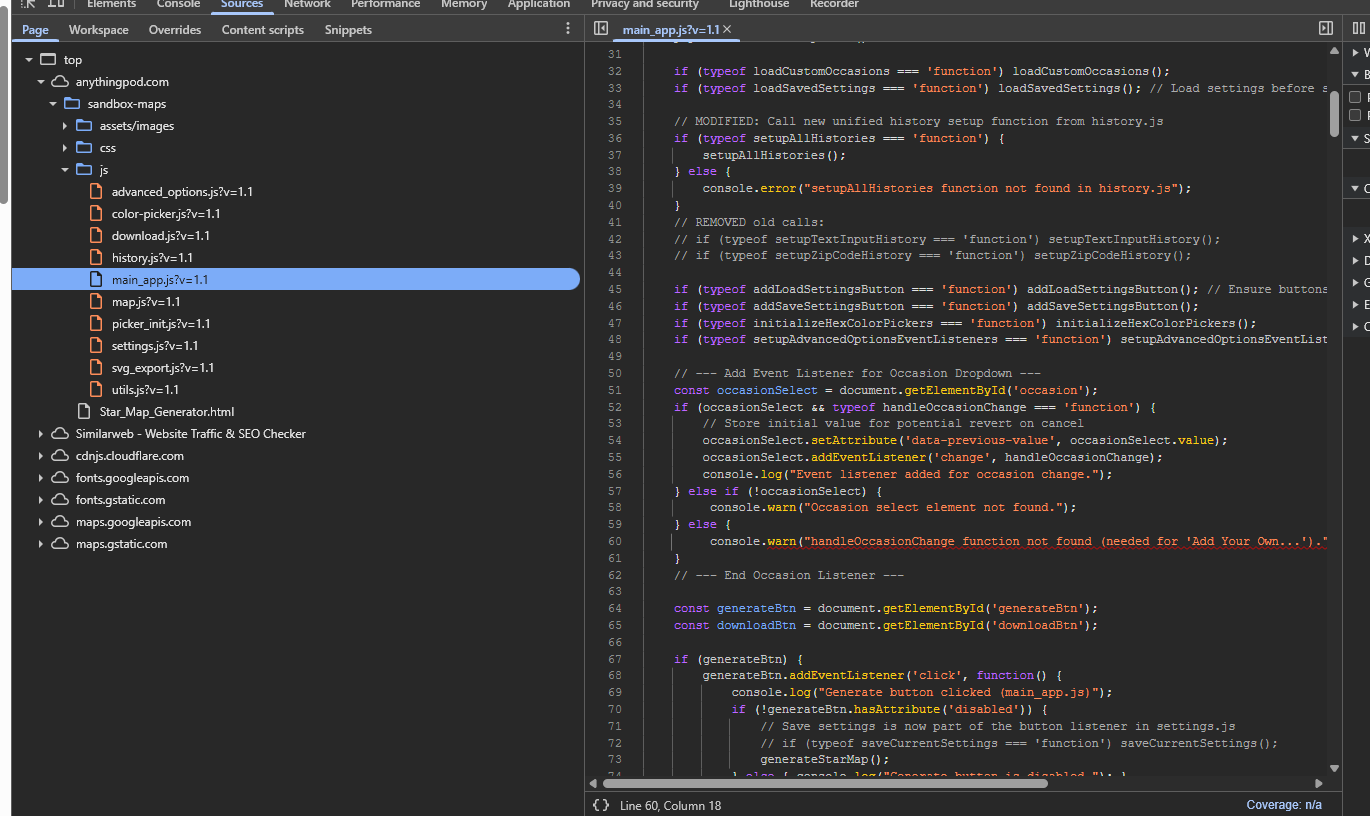 Elements Console Sources Network Performance Memory Application Privacy and security Lighthouse Recorder
Page Workspace Overrides Content scripts Snippets
top
anythingpod.com
sandbox-maps
assets/images
css
js
advanced_options.js?v=1.1
color-picker.js?v=1.1
download.js?v=1.1
history.js?v=1.1
main_app.js?v=1.1
map.js?v=1.1
picker_init.js?v=1.1
settings.js?v=1.1
svg_export.js?v=1.1
utils.js?v=1.1
Star_Map_Generator.html
Similarweb - Website Traffic & SEO Checker
cdnjs.cloudflare.com
fonts.googleapis.com
fonts.gstatic.com
maps.googleapis.com
maps.gstatic.com
main_app.js?v=1.1 ×
31
32 if (typeof loadCustomOccasions === 'function') loadCustomOccasions();
33 if (typeof loadSavedSettings === 'function') loadSavedSettings(); // Load settings before s
34
35 // MODIFIED: Call new unified history setup function from history.js
36 if (typeof setupAllHistories === 'function') {
37 setupAllHistories();
38 } else {
39 console.error("setupAllHistories function not found in history.js");
40 }
41 // REMOVED old calls:
42 // if (typeof setupTextInputHistory === 'function') setupTextInputHistory();
43 // if (typeof setupZipCodeHistory === 'function') setupZipCodeHistory();
44
45 if (typeof addLoadSettingsButton === 'function') addLoadSettingsButton(); // Ensure buttons
46 if (typeof addSaveSettingsButton === 'function') addSaveSettingsButton();
47 if (typeof initializeHexColorPickers === 'function') initializeHexColorPickers();
48 if (typeof setupAdvancedOptionsEventListeners === 'function') setupAdvancedOptionsEventList
49
50 // --- Add Event Listener for Occasion Dropdown ---
51 const occasionSelect = document.getElementById('occasion');
52 if (occasionSelect && typeof handleOccasionChange === 'function') {
53 // Store initial value for potential revert on cancel
54 occasionSelect.setAttribute('data-previous-value', occasionSelect.value);
55 occasionSelect.addEventListener('change', handleOccasionChange);
56 console.log("Event listener added for occasion change.");
57 } else if (!occasionSelect) {
58 console.warn("Occasion select element not found.");
59 } else {
60 console.warn("handleOccasionChange function not found (needed for 'Add Your Own...')."
61 }
62 // --- End Occasion Listener ---
63
64 const generateBtn = document.getElementById('generateBtn');
65 const downloadBtn = document.getElementById('downloadBtn');
66
67 if (generateBtn) {
68 generateBtn.addEventListener('click', function() {
69 console.log("Generate button clicked (main_app.js)");
70 if (!generateBtn.hasAttribute('disabled')) {
71 // Save settings is now part of the button listener in settings.js
72 // if (typeof saveCurrentSettings === 'function') saveCurrentSettings();
73 generateStarMap();
74 } else { console.log("Generate button is disabled."); }
{} Line 60, Column 18 Coverage: n/a